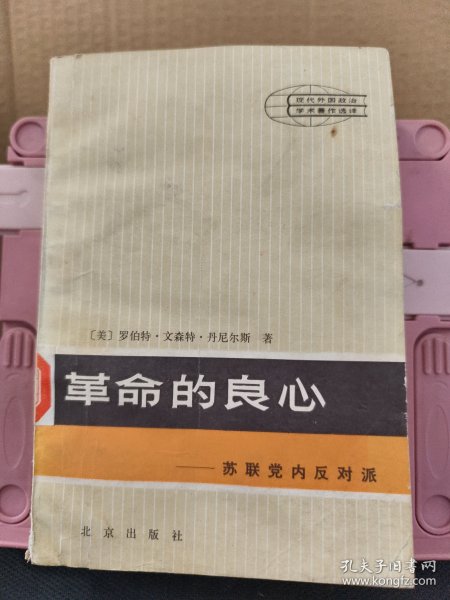 现代外国政治
学术著作选译
〔美〕罗伯特·文森特·丹尼尔斯 著
革命的良心
——苏联党内反对派
北京出版社
孔夫子旧书网
www.kongfz.com